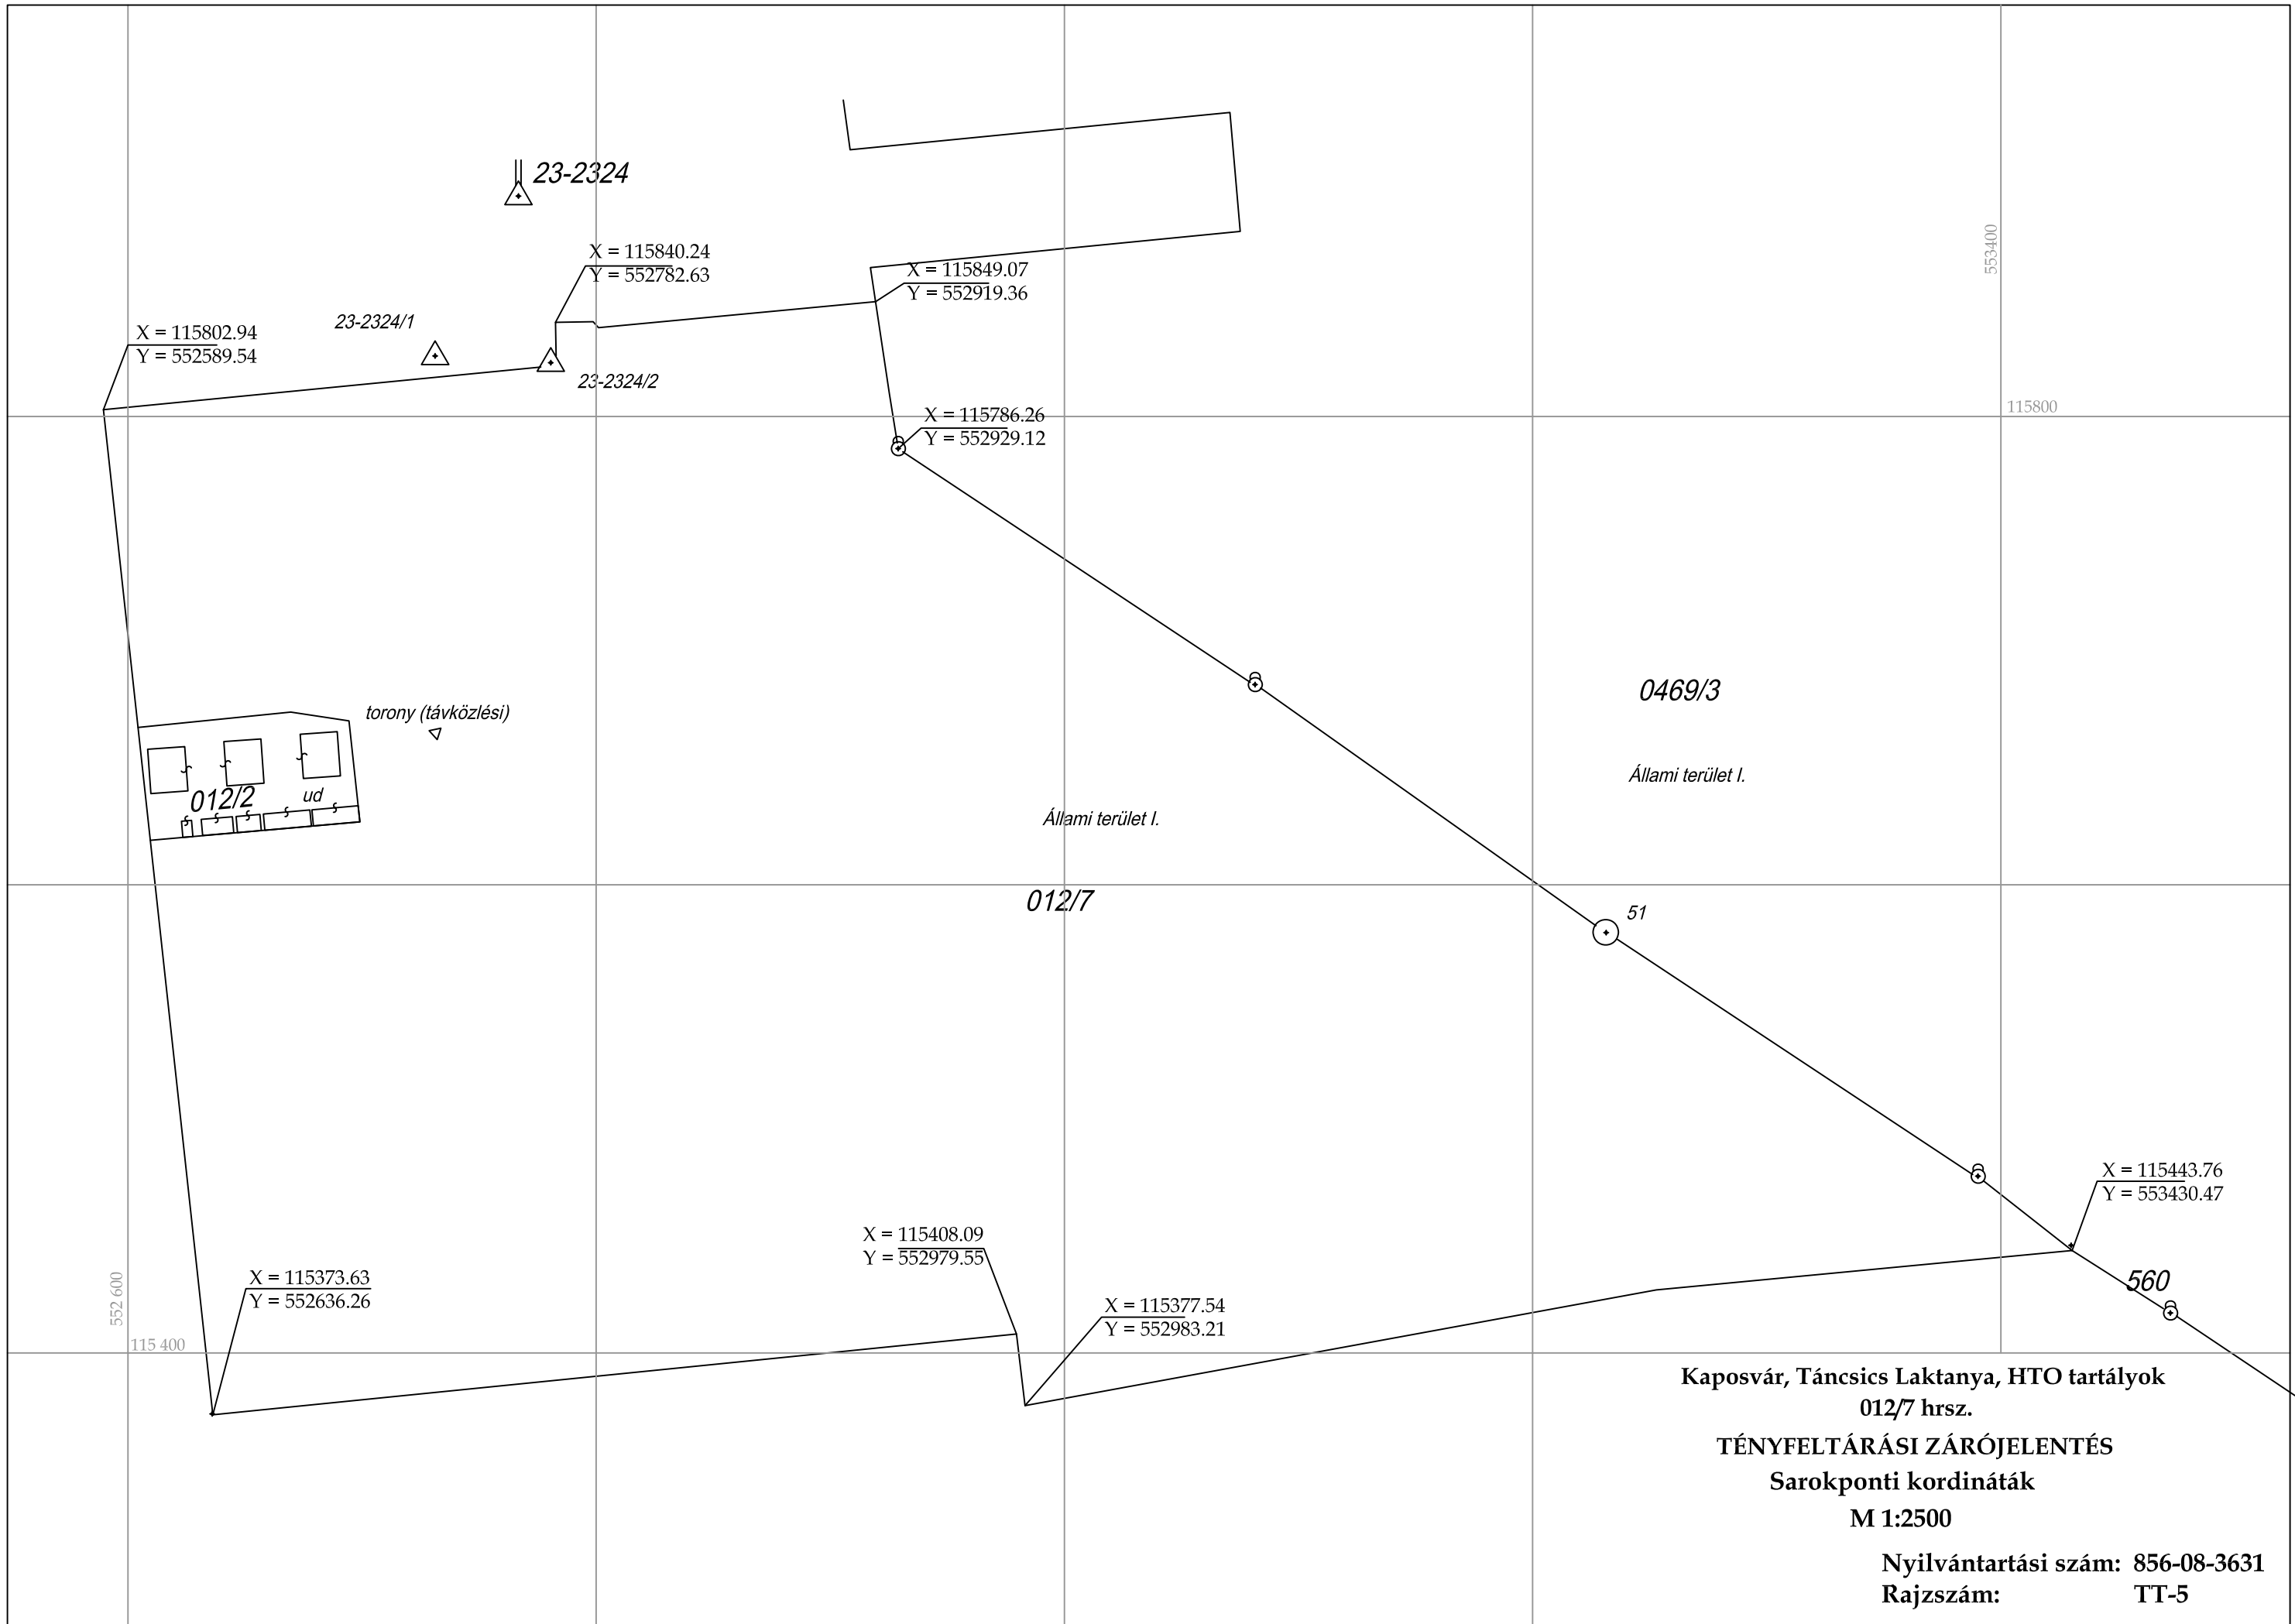 23-2324
553400
X = 115840.24
Y = 552782.63
X = 115849.07
Y = 552919.36
23-2324/1
X = 115802.94
Y = 552589.54
23-2324/2
115800
X = 115786.26
Y = 552929.12
0469/3
torony (távközlési)
Állami terület I.
012/2
ud
Állami terület I.
012/7
51
X = 115443.76
Y = 553430.47
X = 115408.09
Y = 552979.55
560
X = 115373.63
Y = 552636.26
552 600
X = 115377.54
Y = 552983.21
115 400
Kaposvár, Táncsics Laktanya, HTO tartályok
012/7 hrsz.
TÉNYFELTÁRÁSI ZÁRÓJELENTÉS
Sarokponti kordináták
M 1:2500
Nyilvántartási szám: 856-08-3631
Rajzszám: TT-5